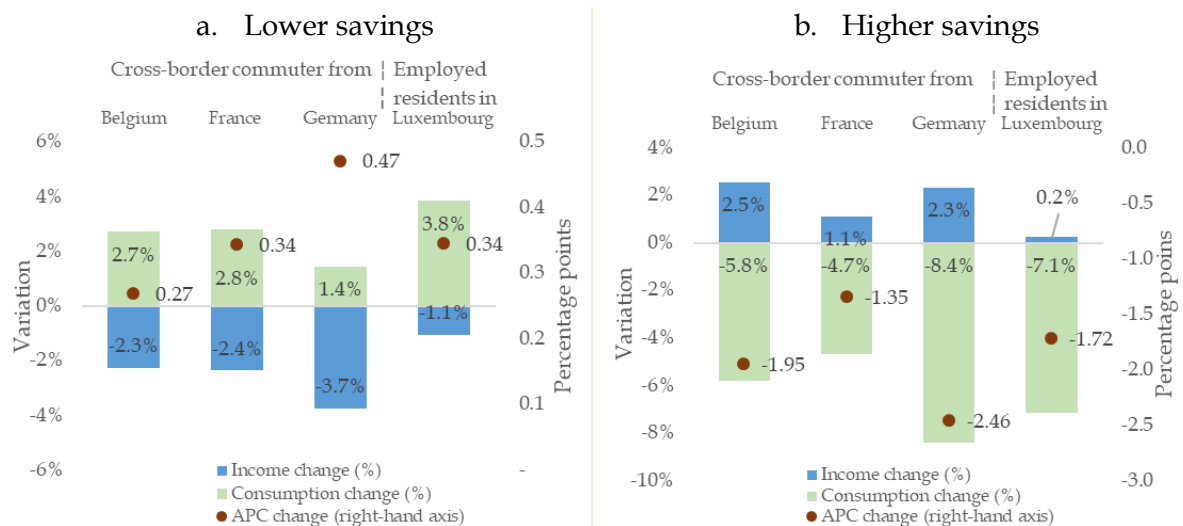 a. Lower savings
Cross-border commuter from
Employed
residents in
Belgium France Germany Luxembourg
6%
4%
2%
0%
-2%
-4%
-6%
Variation
0.5
0.4
0.3
0.2
0.1
-
Percentage points
2.7%
2.8%
1.4%
3.8%
-2.3%
-2.4%
-3.7%
-1.1%
0.27
0.34
0.47
0.34
Income change (%)
Consumption change (%)
APC change (right-hand axis)
b. Higher savings
Cross-border commuter from
Employed
residents in
Belgium France Germany Luxembourg
4%
2%
0%
-2%
-4%
-6%
-8%
-10%
Variation
0.0
-0.5
-1.0
-1.5
-2.0
-2.5
-3.0
Percentage poins
2.5%
1.1%
2.3%
0.2%
-5.8%
-4.7%
-8.4%
-7.1%
-1.95
-1.35
-2.46
-1.72
Income change (%)
Consumption change (%)
APC change (right-hand axis)